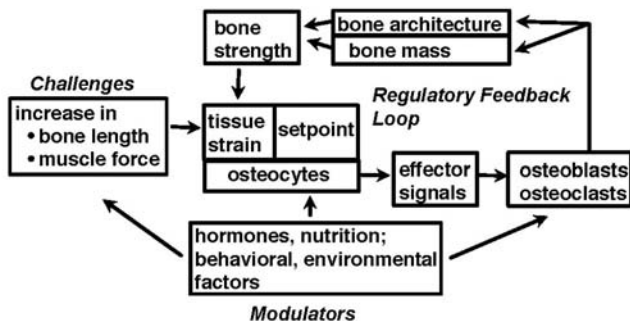 bone
strength
bone architecture
bone mass
Challenges
increase in
• bone length
• muscle force
tissue
strain
setpoint
osteocytes
Regulatory Feedback
Loop
effector
signals
osteoblasts
osteoclasts
hormones, nutrition;
behavioral, environmental
factors
Modulators